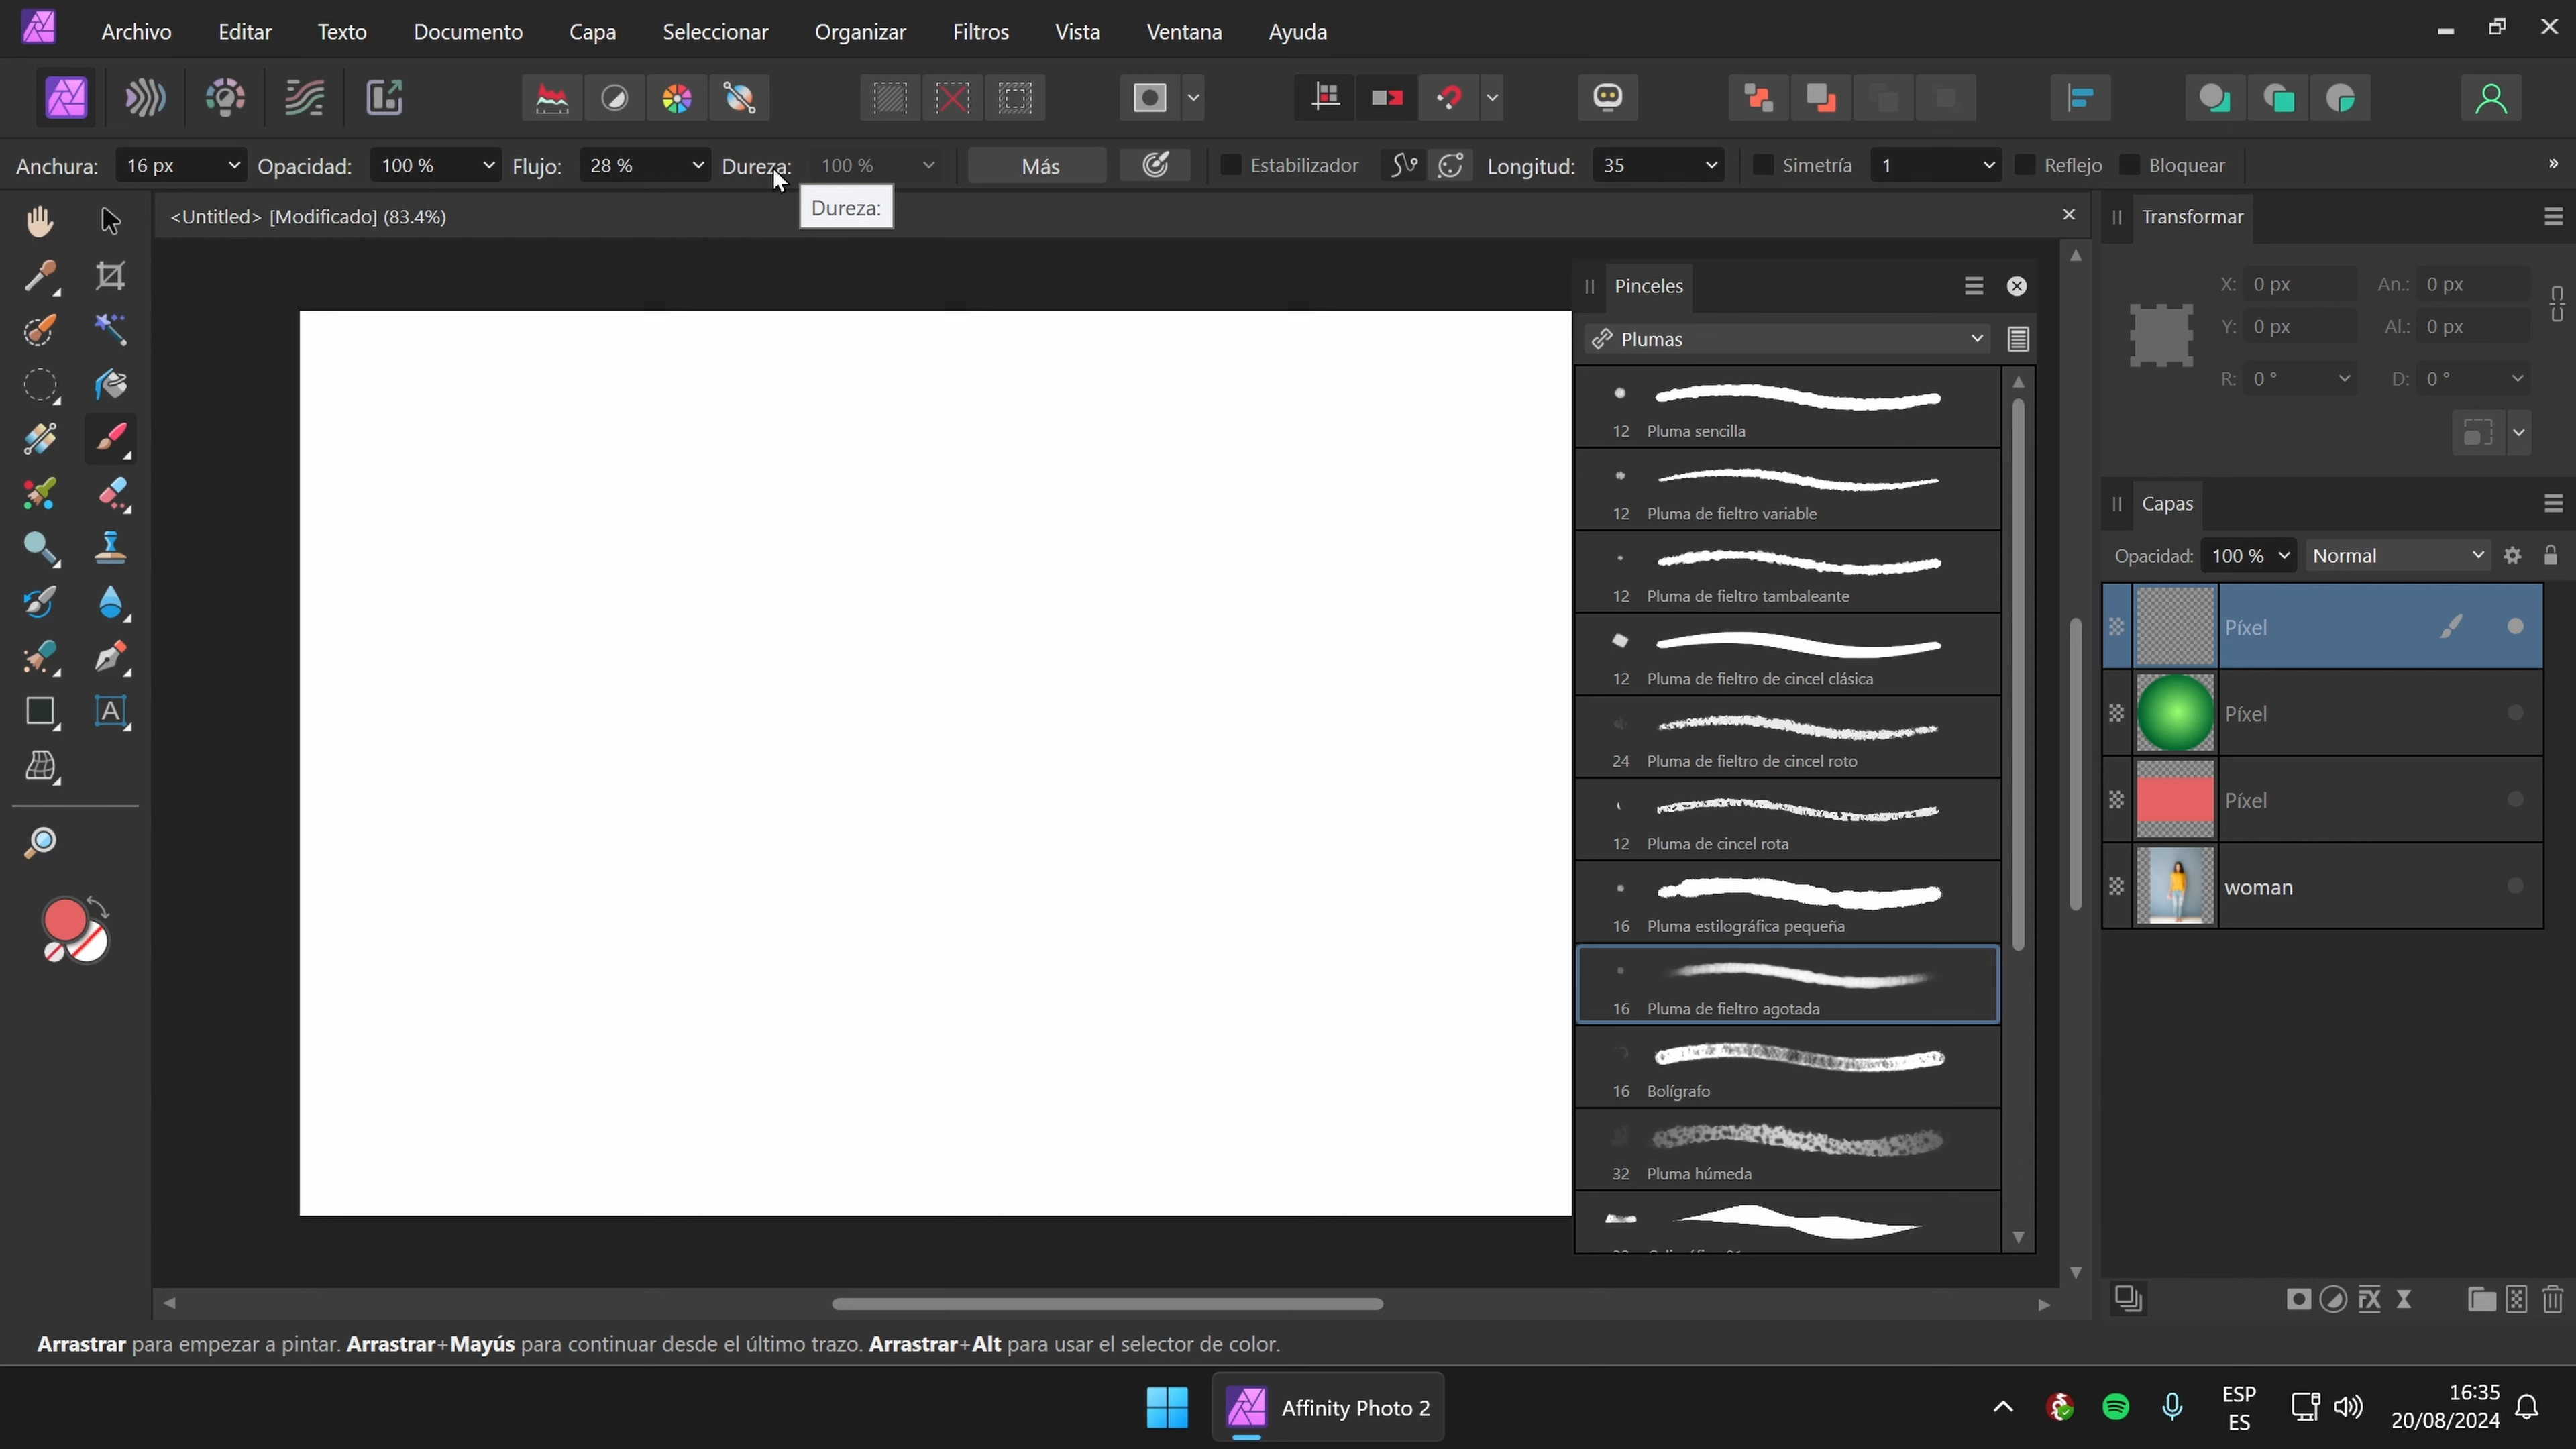 Archivo Editar Texto Documento Capa Seleccionar Organizar Filtros Vista Ventana Ayuda
Anchura: 16 px Opacidad: 100 % Flujo: 28 % Dureza: 100 % Más Estabilizador Longitud: 35 Simetría 1 Reflejo Bloquear »
<Untitled> [Modificado] (83.4%)
Dureza:
Pinceles
Plumas
12 Pluma sencilla
12 Pluma de fieltro variable
12 Pluma de fieltro tambaleante
12 Pluma de fieltro de cincel clásica
24 Pluma de fieltro de cincel roto
12 Pluma de cincel rota
16 Pluma estilográfica pequeña
16 Pluma de fieltro agotada
16 Bolígrafo
32 Pluma húmeda
Transformar
X: 0 px An.: 0 px
Y: 0 px Al.: 0 px
R: 0 ° D: 0 °
Capas
Opacidad: 100 % Normal
Píxel
Píxel
Píxel
woman
Arrastrar para empezar a pintar. Arrastrar+Mayús para continuar desde el último trazo. Arrastrar+Alt para usar el selector de color.
Affinity Photo 2
ESP
ES
16:35
20/08/2024